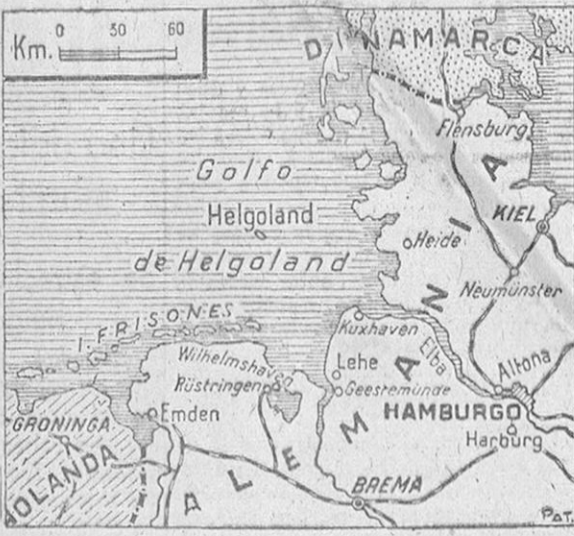 0 30 60
Km.
DINAMARCA
Flensburg
Golfo
Helgoland
de Helgoland
KIEL
Heide
Neumünster
I. FRISONES
Kuxhaven
Elba
Wilhelmshaven
Rüstringen
Lehe
Geestemünde
Altona
HAMBURGO
Harburg
Emden
GRONINGA
HOLANDA
ALEMANIA
BREMA
PAT.